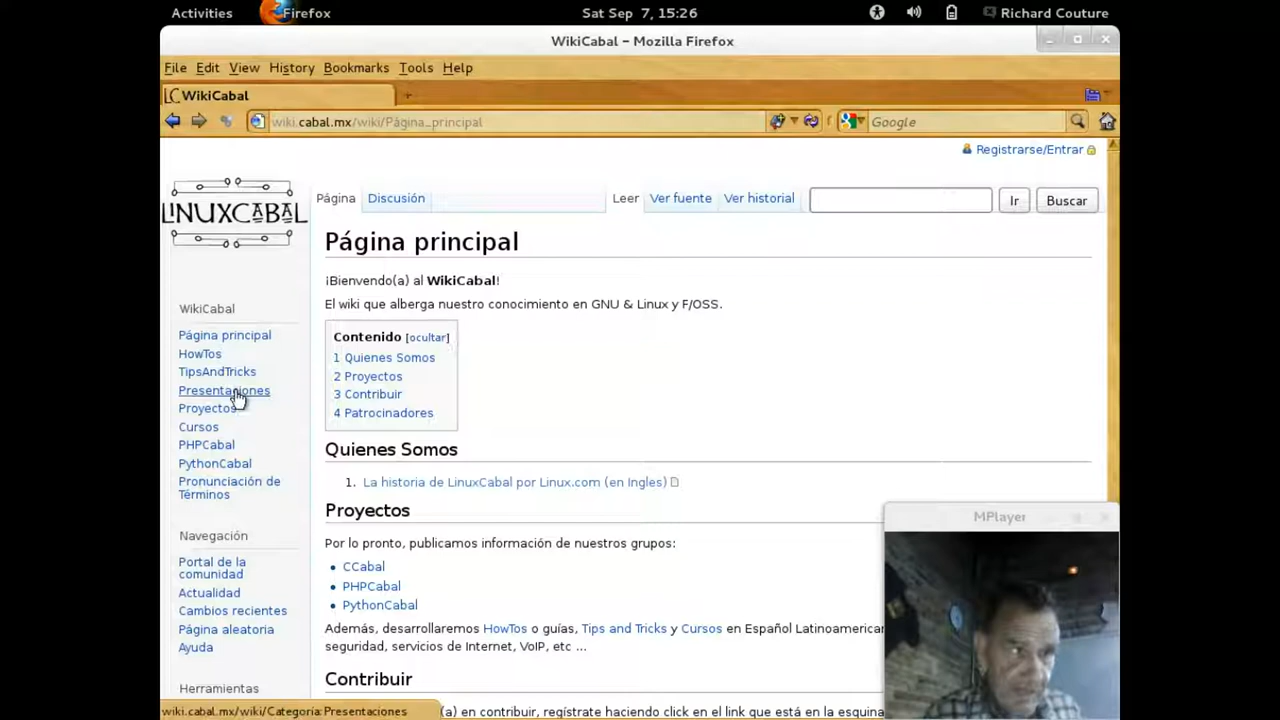 Activities Firefox Sat Sep 7, 15:26 Richard Couture
WikiCabal - Mozilla Firefox
File Edit View History Bookmarks Tools Help
WikiCabal
wiki.cabal.mx/wiki/Página_principal Google
Registrarse/Entrar
LINUXCABAL
Página Discusión Leer Ver fuente Ver historial Ir Buscar
Página principal
¡Bienvendo(a) al WikiCabal!
El wiki que alberga nuestro conocimiento en GNU & Linux y F/OSS.
Contenido [ocultar]
1 Quienes Somos
2 Proyectos
3 Contribuir
4 Patrocinadores
Quienes Somos
1. La historia de LinuxCabal por Linux.com (en Ingles)
Proyectos
Por lo pronto, publicamos información de nuestros grupos:
• CCabal
• PHPCabal
• PythonCabal
Además, desarrollaremos HowTos o guías, Tips and Tricks y Cursos en Español Latinoamerican
seguridad, servicios de Internet, VoIP, etc ...
Contribuir
(a) en contribuir, regístrate haciendo click en el link que está en la esquina
WikiCabal
Página principal
HowTos
TipsAndTricks
Presentaciones
Proyectos
Cursos
PHPCabal
PythonCabal
Pronunciación de
Términos
Navegación
Portal de la
comunidad
Actualidad
Cambios recientes
Página aleatoria
Ayuda
Herramientas
wiki.cabal.mx/wiki/Categoría:Presentaciones
MPlayer